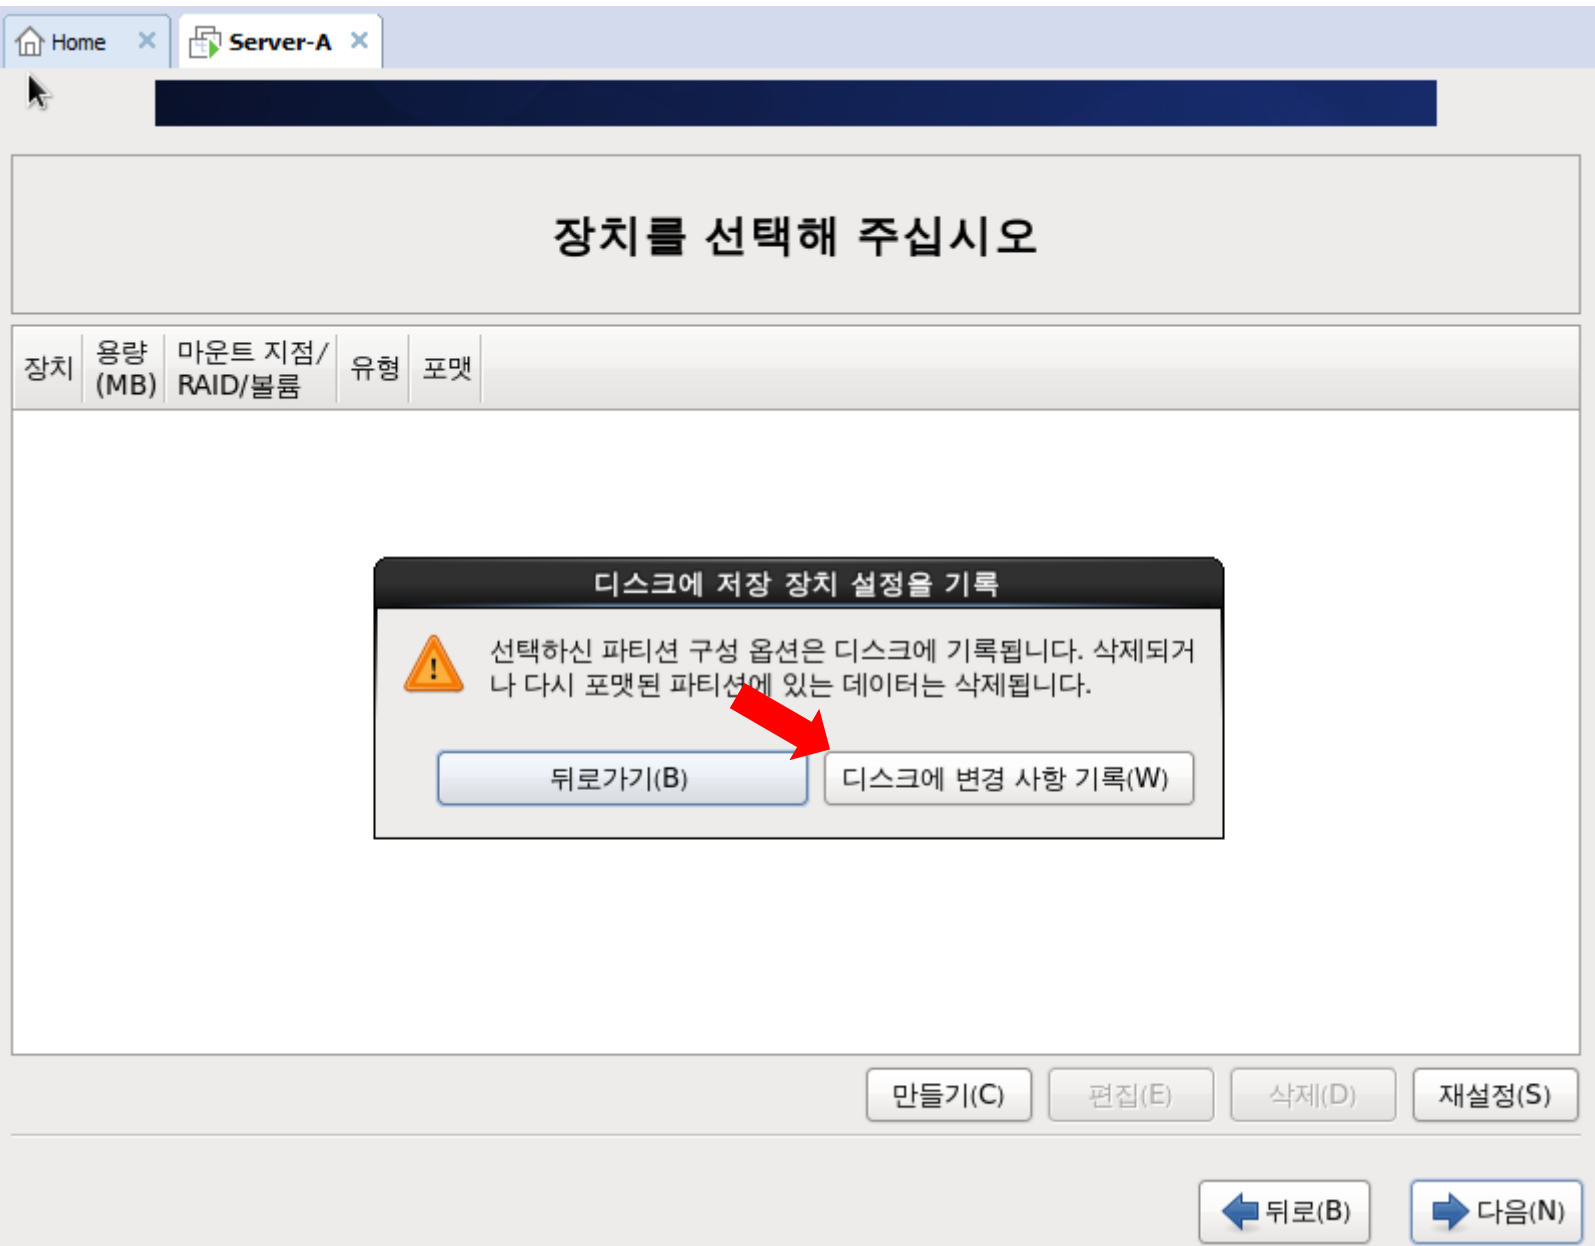 Home
Server-A
장치를 선택해 주십시오
장치
용량
(MB)
마운트 지점/
RAID/볼륨
유형
포맷
디스크에 저장 장치 설정을 기록
선택하신 파티션 구성 옵션은 디스크에 기록됩니다. 삭제되거
나 다시 포맷된 파티션에 있는 데이터는 삭제됩니다.
뒤로가기(B)
디스크에 변경 사항 기록(W)
만들기(C)
편집(E)
삭제(D)
재설정(S)
뒤로(B)
다음(N)